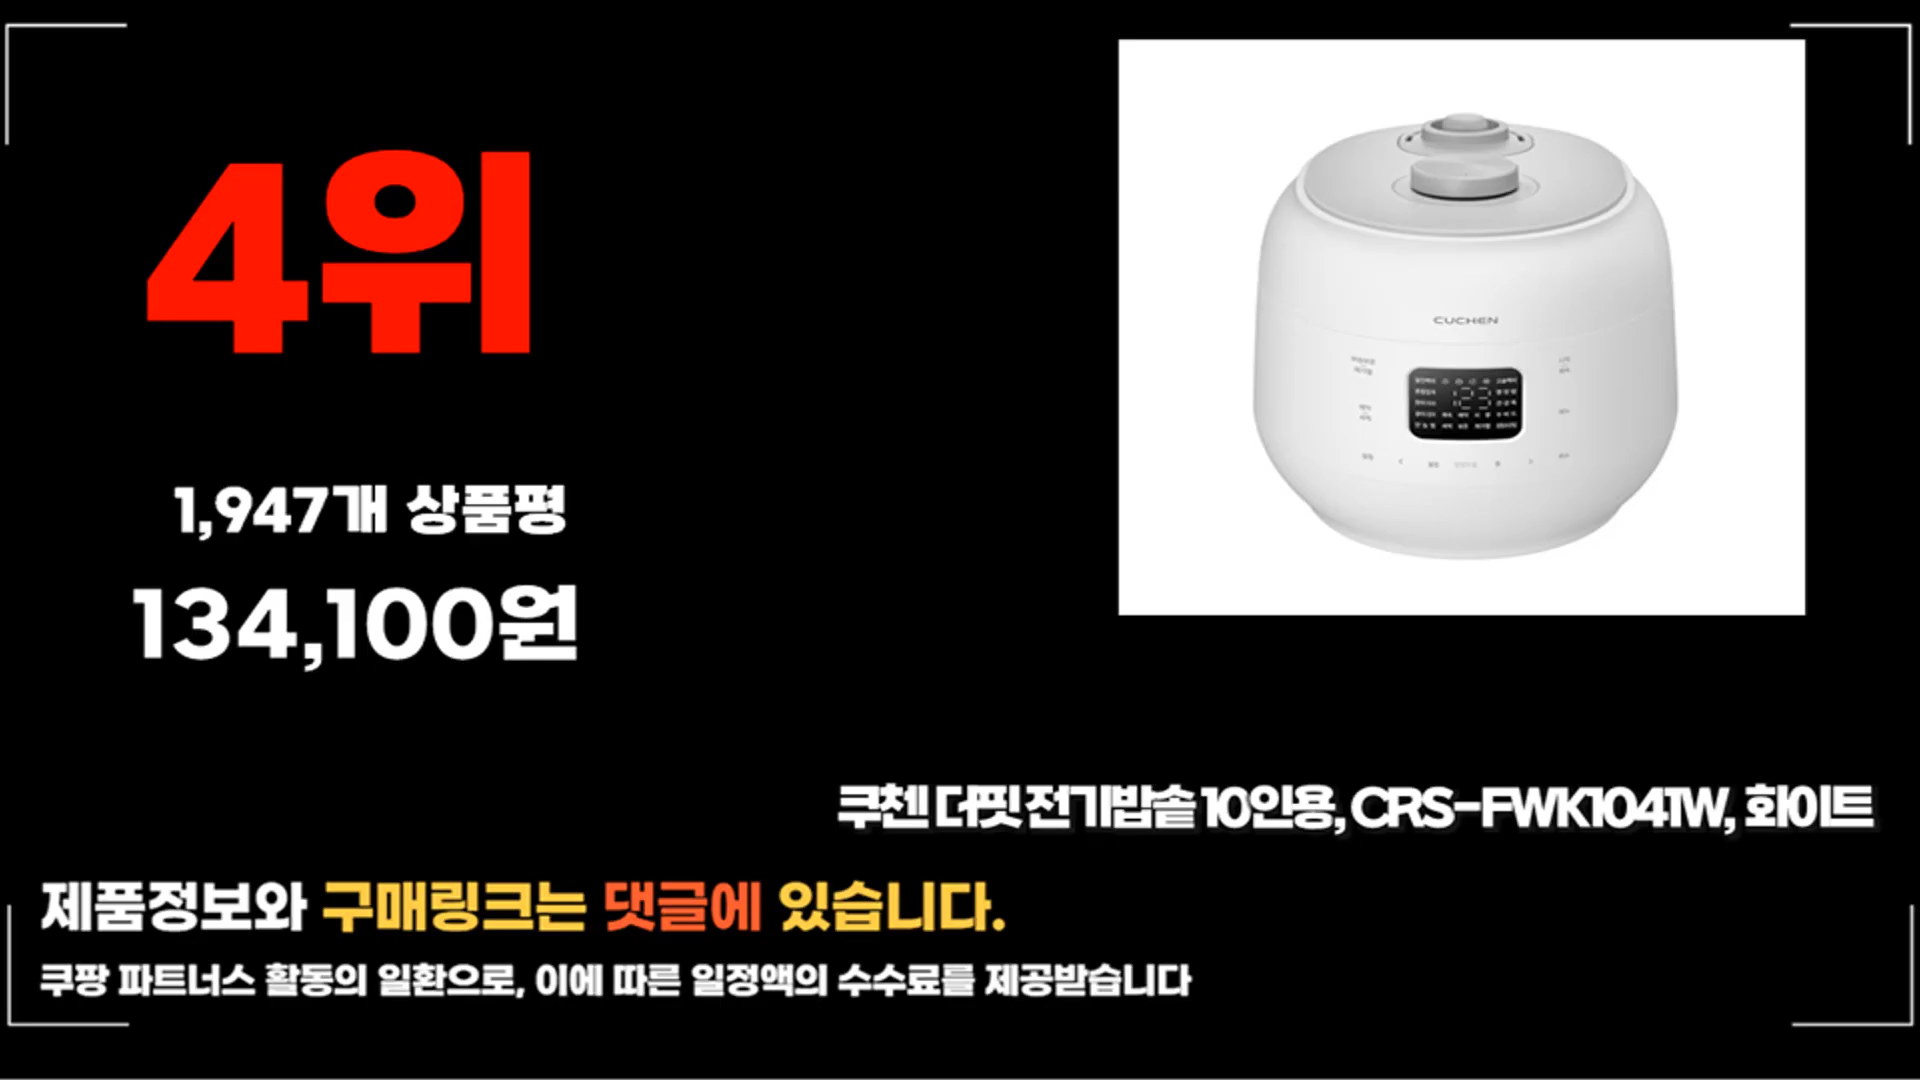 4위
CUCHEN
1,947개 상품평
134,100원
쿠첸 더핏 전기밥솥 10인용, CRS-FWK1041W, 화이트
제품정보와 구매링크는 댓글에 있습니다.
쿠팡 파트너스 활동의 일환으로, 이에 따른 일정액의 수수료를 제공받습니다